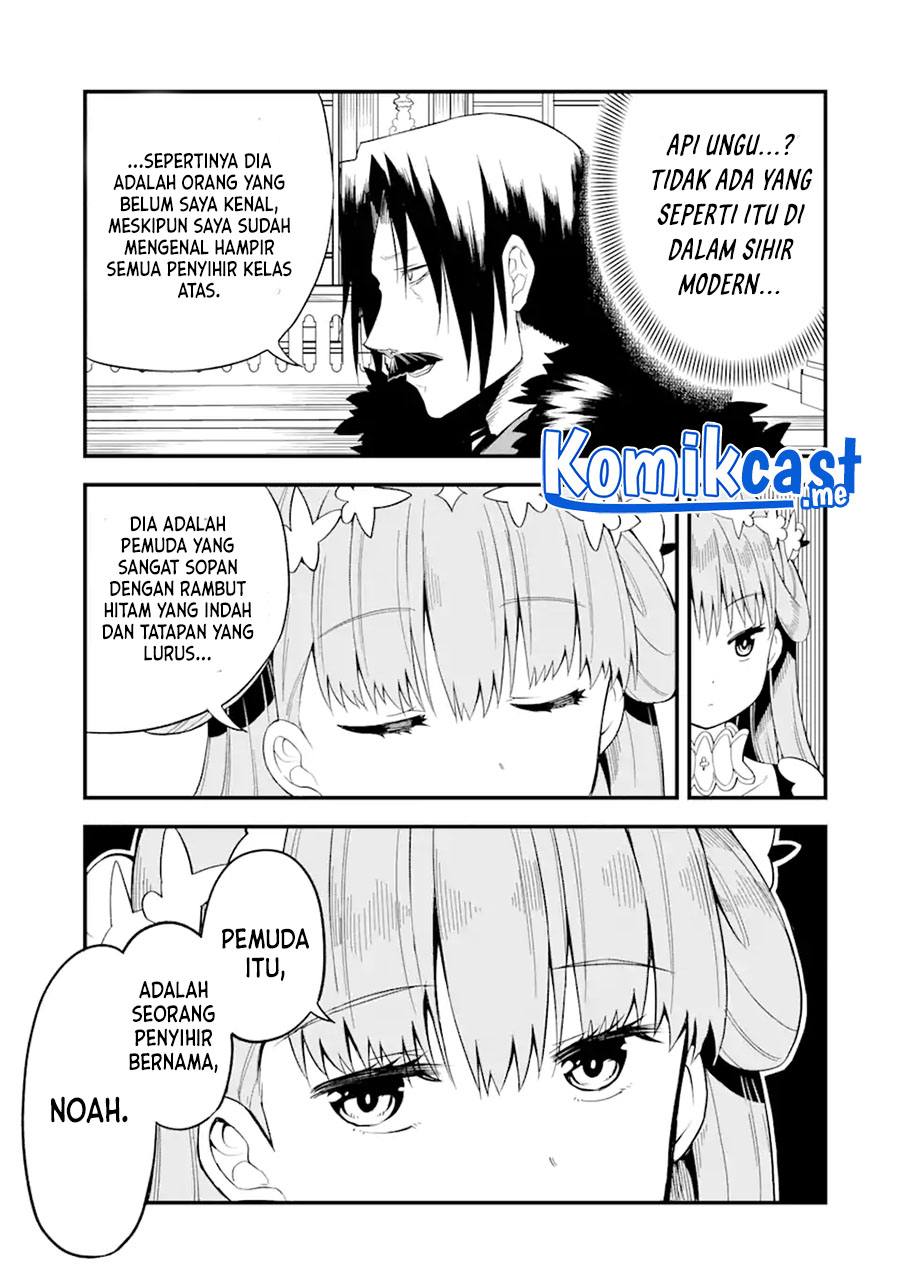 API UNGU...?
TIDAK ADA YANG
SEPERTI ITU DI
DALAM SIHIR
MODERN...
...SEPERTINYA DIA
ADALAH ORANG YANG
BELUM SAYA KENAL,
MESKIPUN SAYA SUDAH
MENGENAL HAMPIR
SEMUA PENYIHIR KELAS
ATAS.
Komikcast
.me
DIA ADALAH
PEMUDA YANG
SANGAT SOPAN
DENGAN RAMBUT
HITAM YANG INDAH
DAN TATAPAN YANG
LURUS...
PEMUDA
ITU,
ADALAH
SEORANG
PENYIHIR
BERNAMA,
NOAH.